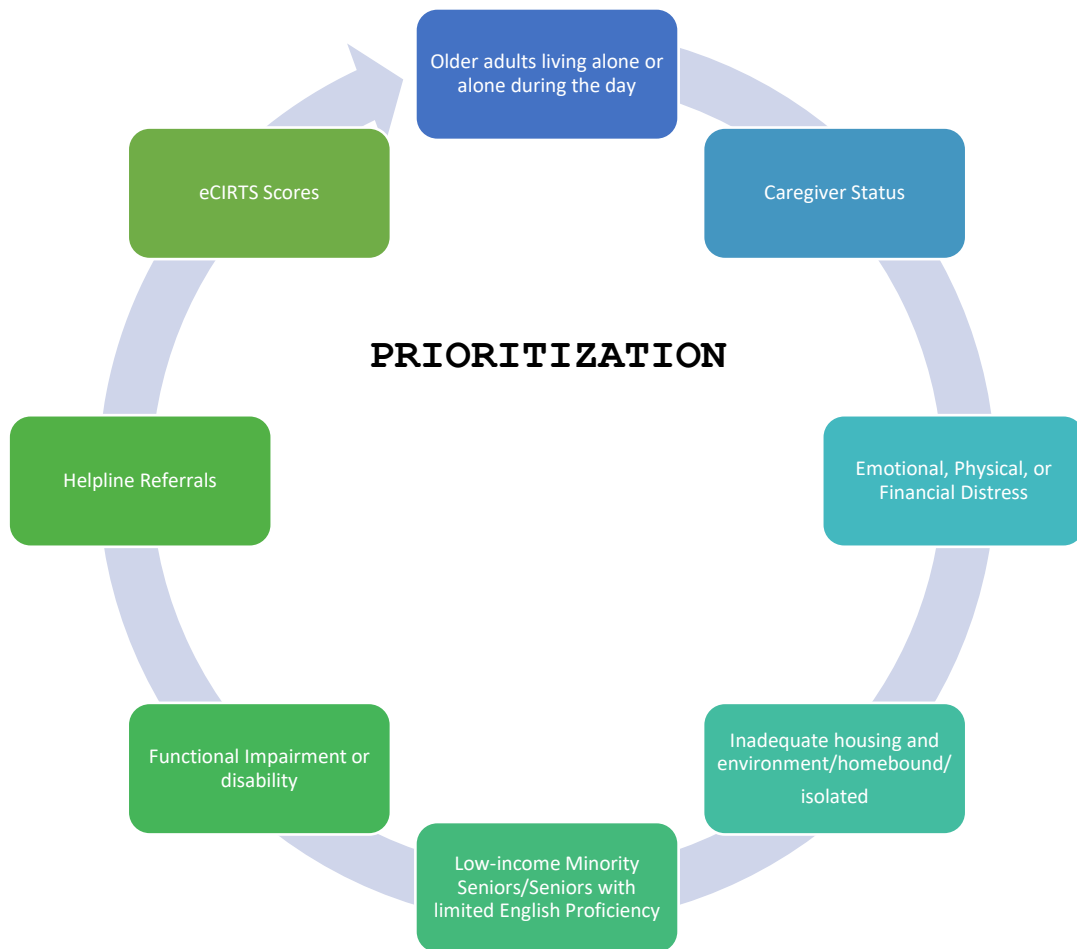 Older adults living alone or
alone during the day
Caregiver Status
Emotional, Physical, or
Financial Distress
Inadequate housing and
environment/homebound/
isolated
Low-income Minority
Seniors/Seniors with
limited English Proficiency
Functional Impairment or
disability
Helpline Referrals
eCIRTS Scores
PRIORITIZATION